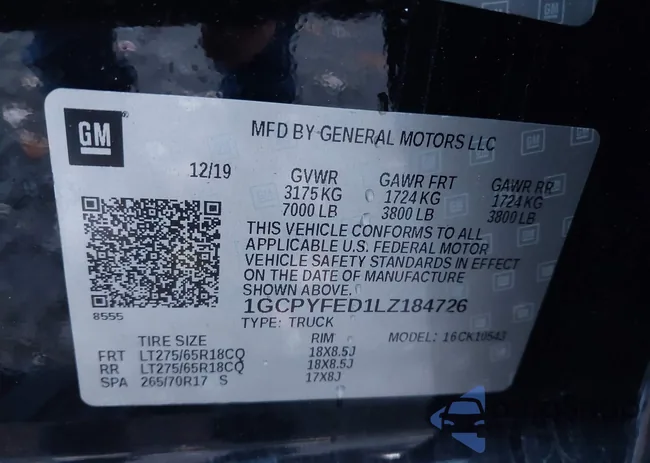 GM
MFD BY GENERAL MOTORS LLC
12/19
GVWR GAWR FRT GAWR RR
3175 KG 1724 KG 1724 KG
7000 LB 3800 LB 3800 LB
THIS VEHICLE CONFORMS TO ALL
APPLICABLE U.S. FEDERAL MOTOR
VEHICLE SAFETY STANDARDS IN EFFECT
ON THE DATE OF MANUFACTURE
SHOWN ABOVE.
8555
1GCPYFED1LZ184726
TYPE: TRUCK MODEL: 16CK10543
TIRE SIZE RIM
FRT LT275/65R18CQ 18X8.5J
RR LT275/65R18CQ 18X8.5J
SPA 265/70R17 S 17X8J